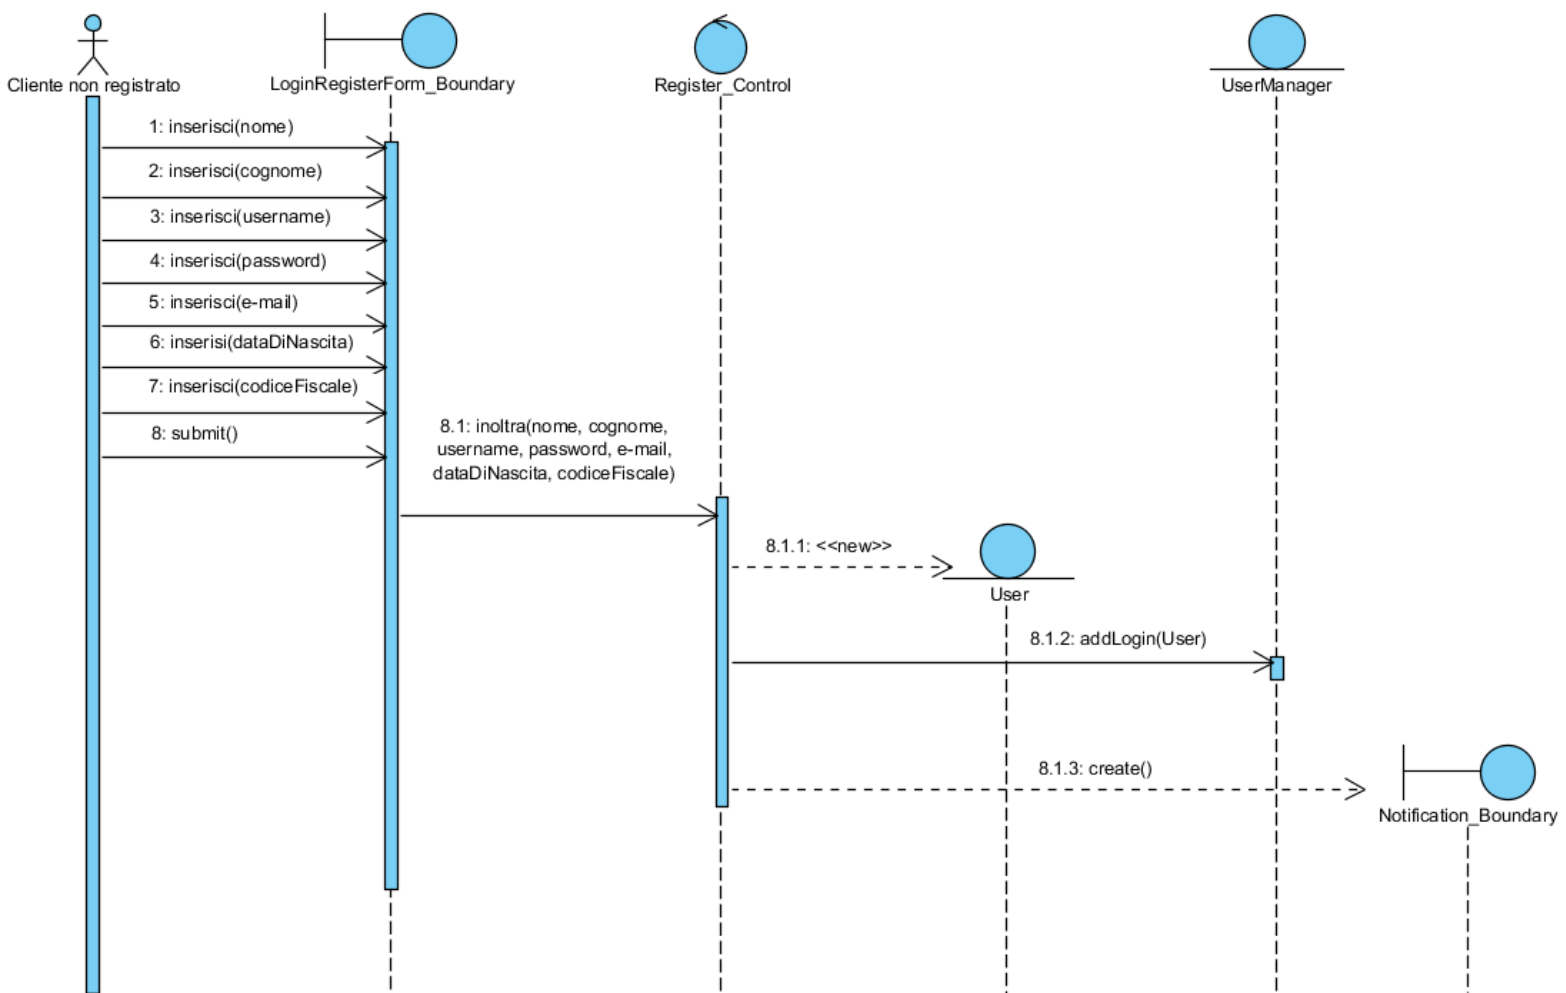 Cliente non registrato
LoginRegisterForm_Boundary
Register_Control
UserManager
1: inserisci(nome)
2: inserisci(cognome)
3: inserisci(username)
4: inserisci(password)
5: inserisci(e-mail)
6: inserisi(dataDiNascita)
7: inserisci(codiceFiscale)
8: submit()
8.1: inoltra(nome, cognome,
username, password, e-mail,
dataDiNascita, codiceFiscale)
8.1.1: <<new>>
User
8.1.2: addLogin(User)
8.1.3: create()
Notification_Boundary